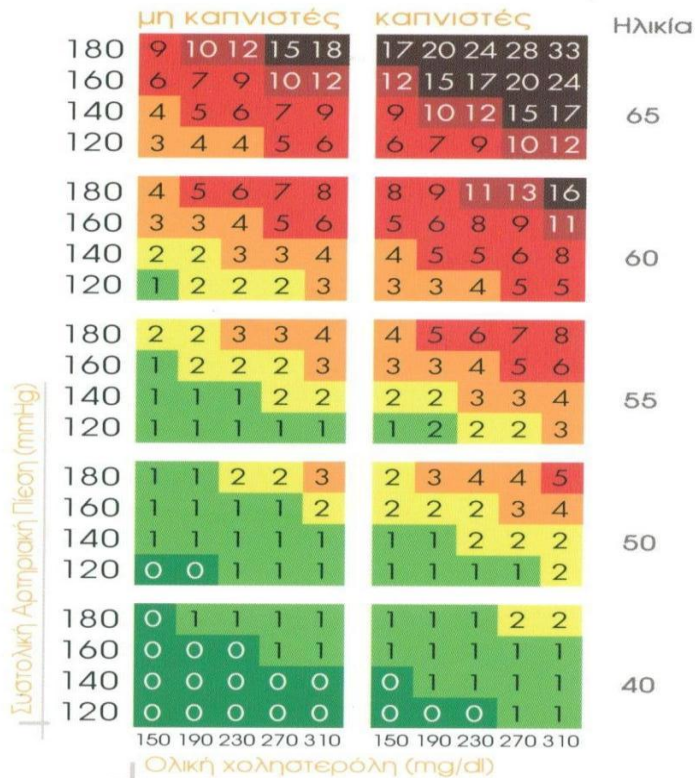 μη καπνιστές καπνιστές Ηλικία
180 9 10 12 15 18 17 20 24 28 33
160 6 7 9 10 12 12 15 17 20 24
140 4 5 6 7 9 9 10 12 15 17 65
120 3 4 4 5 6 6 7 9 10 12
180 4 5 6 7 8 8 9 11 13 16
160 3 3 4 5 6 5 6 8 9 11
140 2 2 3 3 4 4 5 5 6 8 60
120 1 2 2 2 3 3 3 4 5 5
180 2 2 3 3 4 4 5 6 7 8
160 1 2 2 2 3 3 3 4 5 6
140 1 1 1 2 2 2 2 3 3 4 55
120 1 1 1 1 1 1 2 2 2 3
180 1 1 2 2 3 2 3 4 4 5
160 1 1 1 1 2 2 2 2 3 4
140 1 1 1 1 1 1 1 2 2 2 50
120 0 0 1 1 1 1 1 1 1 2
180 0 1 1 1 1 1 1 1 2 2
160 0 0 0 1 1 1 1 1 1 1
140 0 0 0 0 0 0 1 1 1 1 40
120 0 0 0 0 0 0 0 0 1 1
150 190 230 270 310 150 190 230 270 310
Ολική χοληστερόλη (mg/dl)
Συστολική Αρτηριακή Πίεση (mmHg)